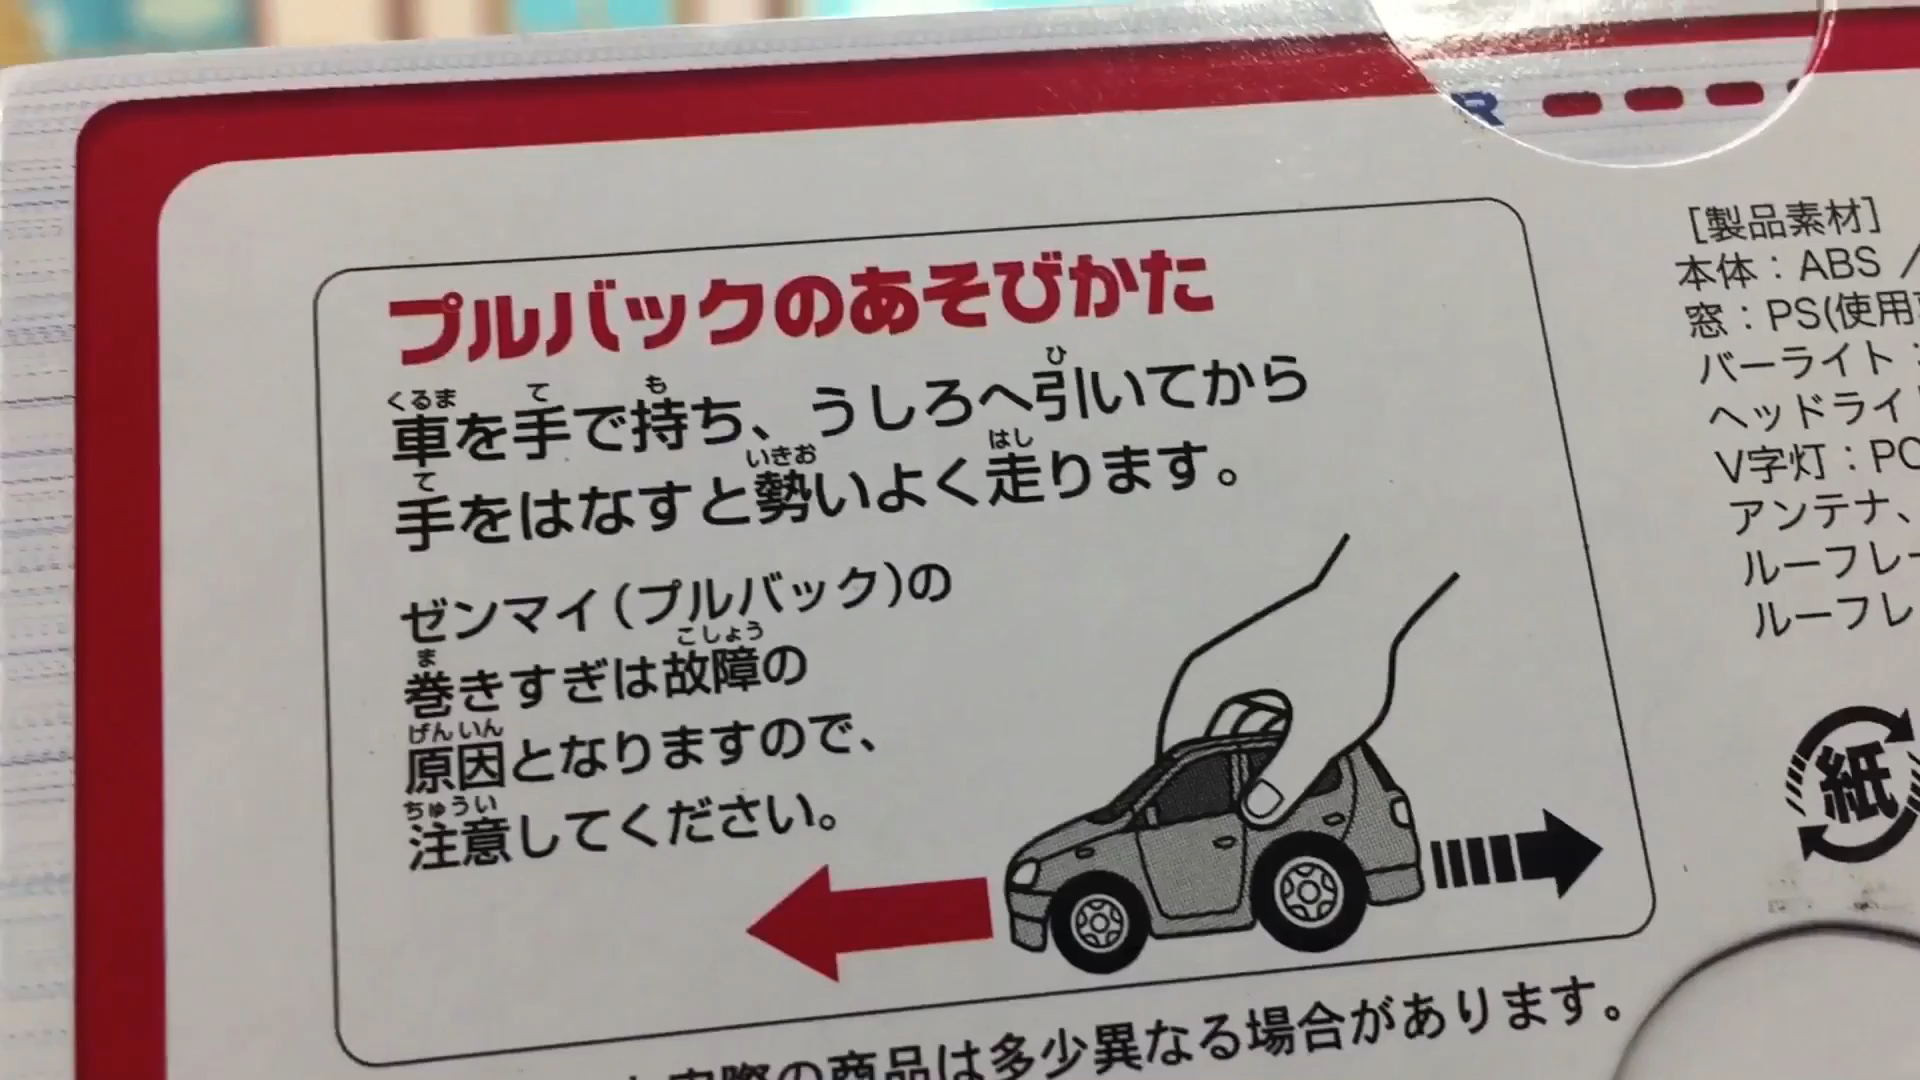 R
プルバックのあそびかた
車を手で持ち、うしろへ引いてから
くるま て も ひ
手をはなすと勢いよく走ります。
て いきお はし
ゼンマイ(プルバック)の
巻きすぎは故障の
ま こしょう
原因となりますので、
げんいん
注意してください。
ちゅうい
実際の商品は多少異なる場合があります。
[製品素材]
本体:ABS /
窓:PS(使用
バーライト:
ヘッドライ
V字灯:PC
アンテナ、
ルーフレー
ルーフレ
紙